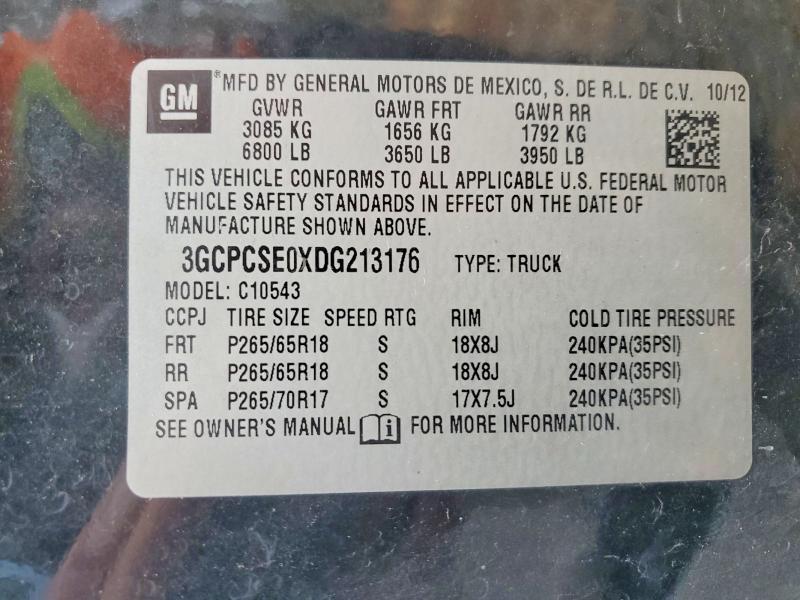 GM ® MFD BY GENERAL MOTORS DE MEXICO, S. DE R.L. DE C.V. 10/12
GVWR GAWR FRT GAWR RR
3085 KG 1656 KG 1792 KG
6800 LB 3650 LB 3950 LB
THIS VEHICLE CONFORMS TO ALL APPLICABLE U.S. FEDERAL MOTOR
VEHICLE SAFETY STANDARDS IN EFFECT ON THE DATE OF
MANUFACTURE SHOWN ABOVE.
3GCPCSE0XDG213176 TYPE: TRUCK
MODEL: C10543
CCPJ TIRE SIZE SPEED RTG RIM COLD TIRE PRESSURE
FRT P265/65R18 S 18X8J 240KPA(35PSI)
RR P265/65R18 S 18X8J 240KPA(35PSI)
SPA P265/70R17 S 17X7.5J 240KPA(35PSI)
SEE OWNER'S MANUAL i FOR MORE INFORMATION.